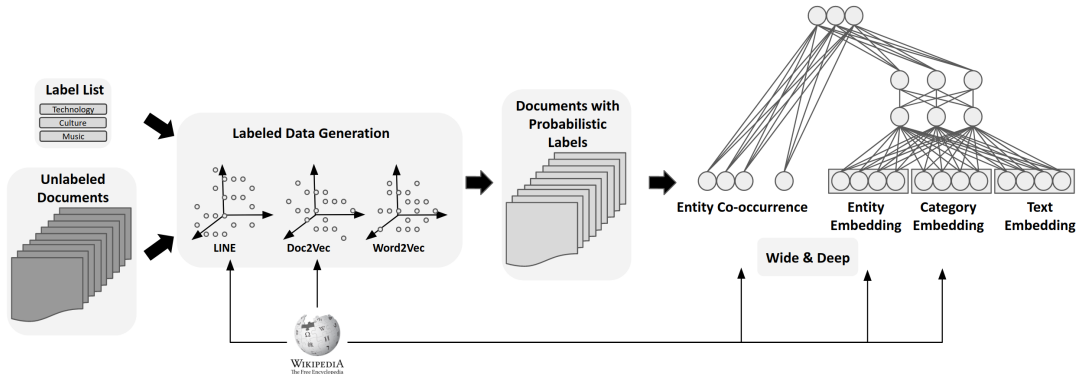 Label List
Technology
Culture
Music
Unlabeled
Documents
Labeled Data Generation
LINE
Doc2Vec
Word2Vec
Documents with
Probabilistic
Labels
Entity Co-occurrence
Entity
Embedding
Category
Embedding
Text
Embedding
Wide & Deep
WIKIPEDIA
The Free Encyclopedia